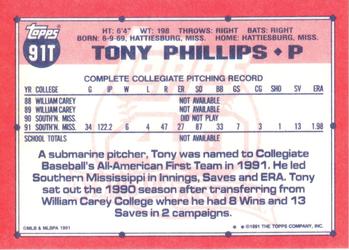 Topps
91T
HT: 6'4" WT: 198 THROWS: RIGHT BATS: RIGHT
BORN: 6-9-69, HATTIESBURG, MISS. HOME: HATTIESBURG, MISS.
TONY PHILLIPS ♦ P
COMPLETE COLLEGIATE PITCHING RECORD
YR COLLEGE G IP W L R ER SO BB GS CG SHO SV ERA
88 WILLIAM CAREY NOT AVAILABLE
89 WILLIAM CAREY NOT AVAILABLE
90 SOUTH'N. MISS. DID NOT PLAY
91 SOUTH'N. MISS. 34 122.2 6 4 47 27 87 33 7 3 1 13 1.98
SCHOOL TOTALS NOT AVAILABLE
A submarine pitcher, Tony was named to Collegiate
Baseball's All-American First Team in 1991. He led
Southern Mississippi in Innings, Saves and ERA. Tony
sat out the 1990 season after transferring from
William Carey College where he had 8 Wins and 13
Saves in 2 campaigns.
©MLB & MLBPA 1991
©1991 THE TOPPS COMPANY, INC.